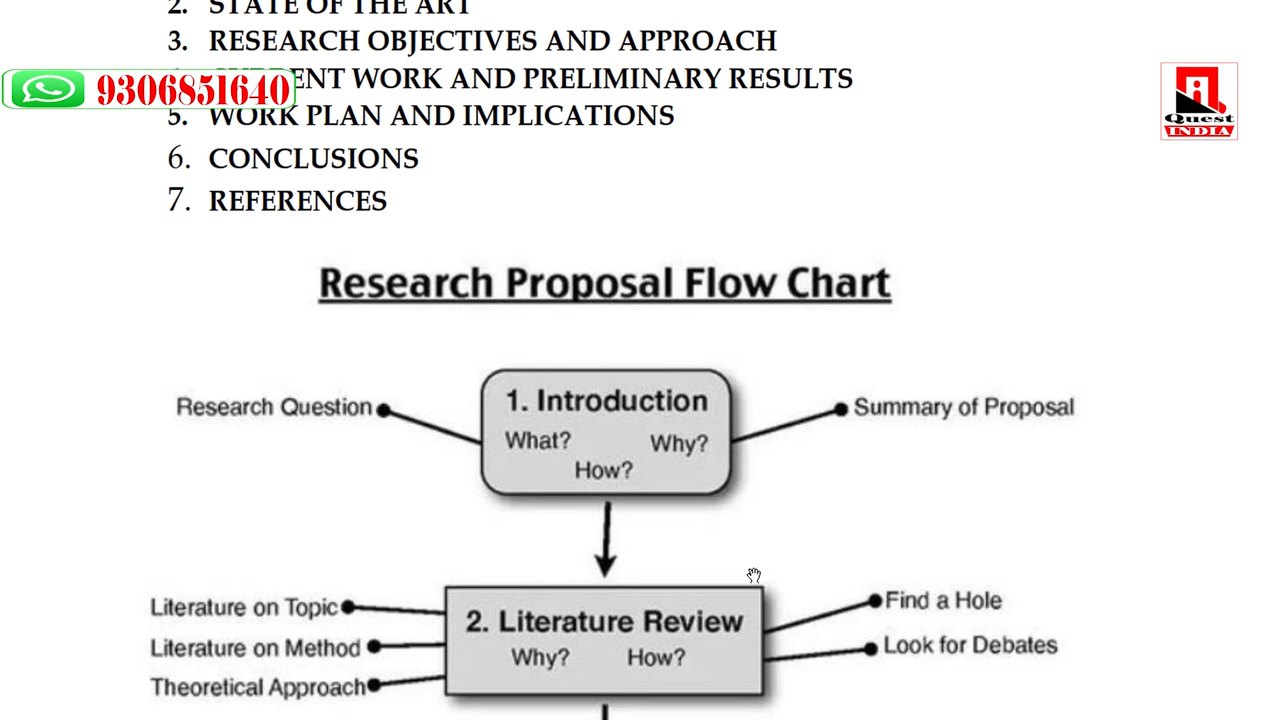 2. STATE OF THE ART
3. RESEARCH OBJECTIVES AND APPROACH
WORK AND PRELIMINARY RESULTS
9306851640
5. WORK PLAN AND IMPLICATIONS
Quest
INDIA
6. CONCLUSIONS
7. REFERENCES
Research Proposal Flow Chart
1. Introduction
Research Question
Summary of Proposal
What? Why?
How?
2. Literature Review
Why? How?
Literature on Topic
Literature on Method
Theoretical Approach
Find a Hole
Look for Debates